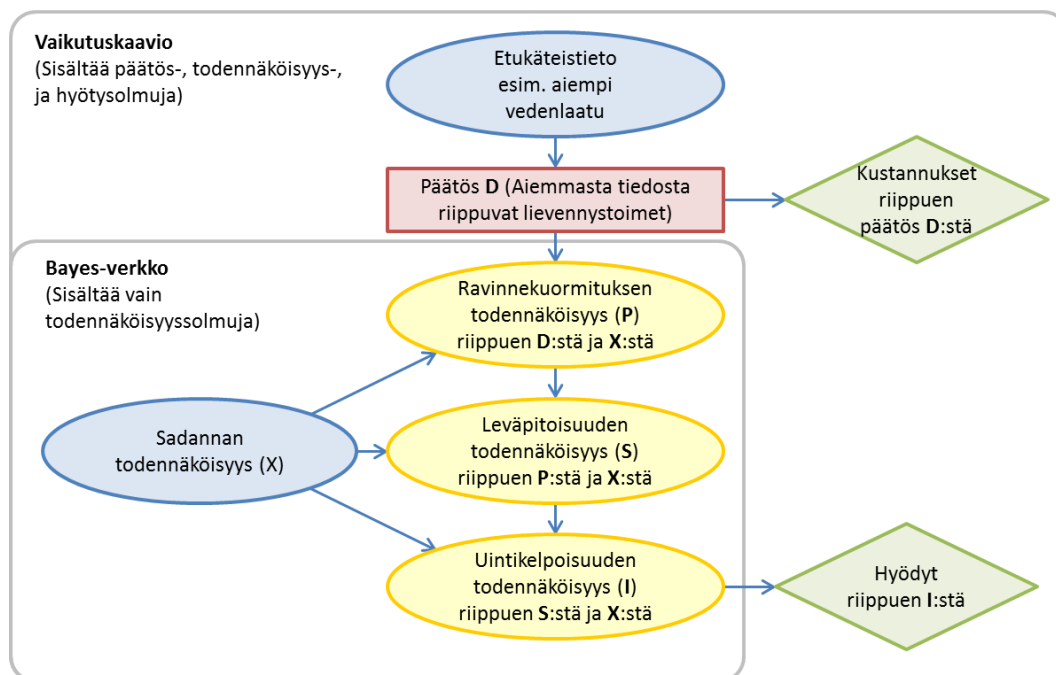 Vaikutuskaavio
(Sisältää päätös-, todennäköisyys-,
ja hyötysolmuja)
Etukäteistieto
esim. aiempi
vedenlaatu
Päätös D (Aiemmasta tiedosta
riippuvat lievennystoimet)
Kustannukset
riippuen
päätös D:stä
Bayes-verkko
(Sisältää vain
todennäköisyyssolmuja)
Ravinnekuormituksen
todennäköisyys (P)
riippuen D:stä ja X:stä
Sadannan
todennäköisyys (X)
Leväpitoisuuden
todennäköisyys (S)
riippuen P:stä ja X:stä
Uintikelpoisuuden
todennäköisyys (I)
riippuen S:stä ja X:stä
Hyödyt
riippuen I:stä